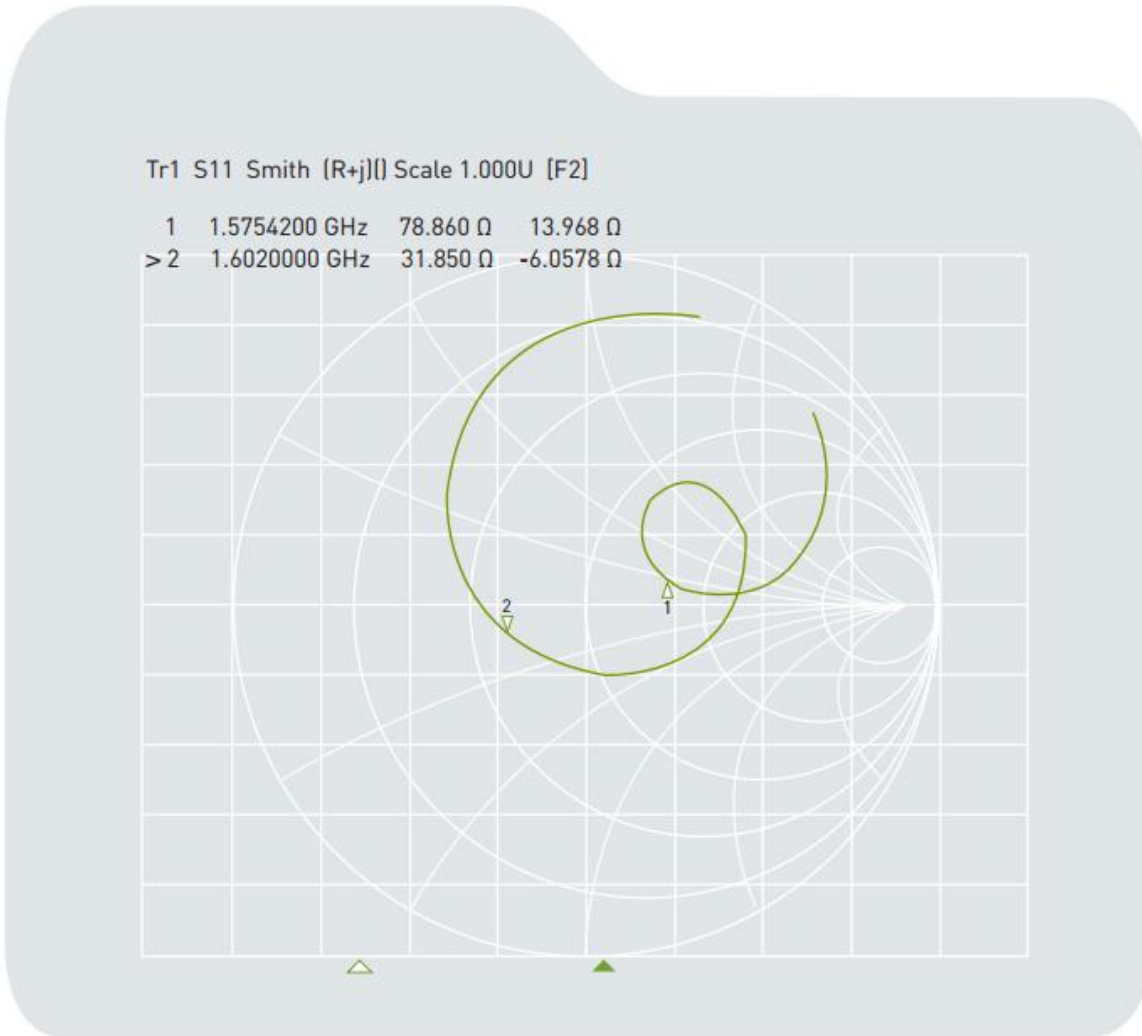 Tr1 S11 Smith (R+j)[] Scale 1.000U [F2]
1 1.5754200 GHz 78.860 Ω 13.968 Ω
> 2 1.6020000 GHz 31.850 Ω -6.0578 Ω
2
1